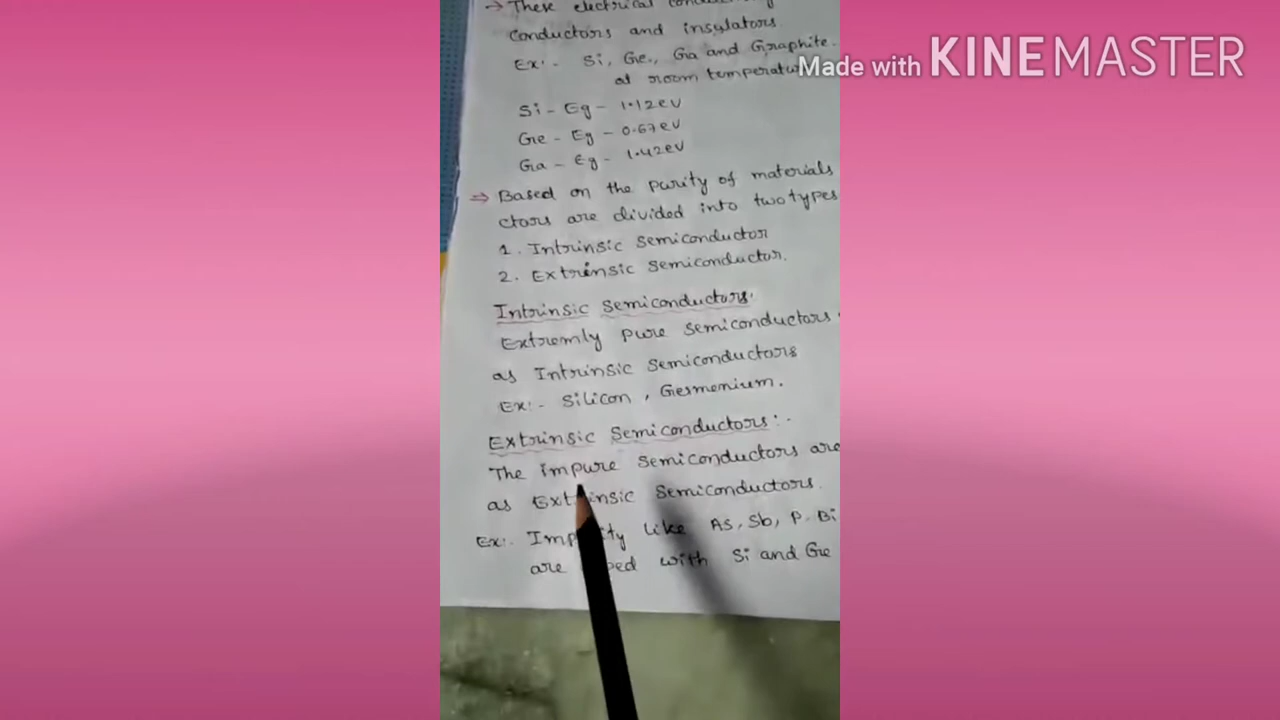 → These electrical
conductors and insulators.
Ex:- Si, Ge, Ga and Graphite.
at room temperatu
Made with KINEMASTER
Si - Eg - 1.12eV
Ge - Eg - 0.67eV
Ga - Eg - 1.42eV
⇒ Based on the purity of materials
ctors are divided into two types
1. Intrinsic semiconductor
2. Extrinsic semiconductor.
Intrinsic semiconductors:
Extremly pure semiconductors
as Intrinsic semiconductors
Ex:- Silicon, Germenium.
Extrinsic semiconductors:-
The impure semiconductors are
as Extrinsic semiconductors.
Ex:- like As, Sb, P. Bi
are with Si and Ge